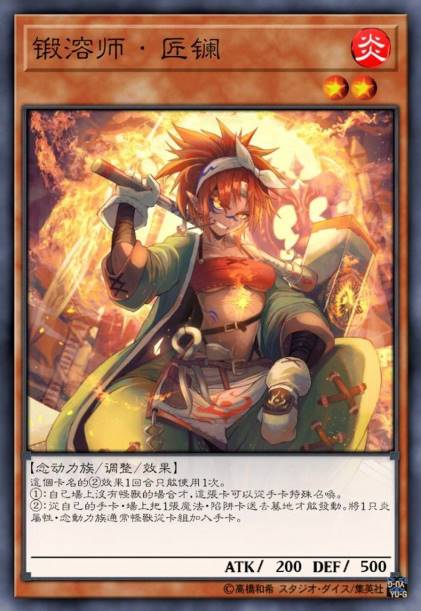 锻溶师・匠镧
炎
【念动力族/调整/效果】
這個卡名的②效果1回合只能使用1次。
①:自己場上沒有怪獸的場合才,這張卡可以從手卡特殊召喚。
②:從自己的手卡・場上把1張魔法・陷阱卡送去墓地才能發動。將1只炎
屬性・念動力族通常怪獸從卡組加入手卡。
ATK/ 200 DEF/ 500
©高橋和希 スタジオ・ダイス/集英社